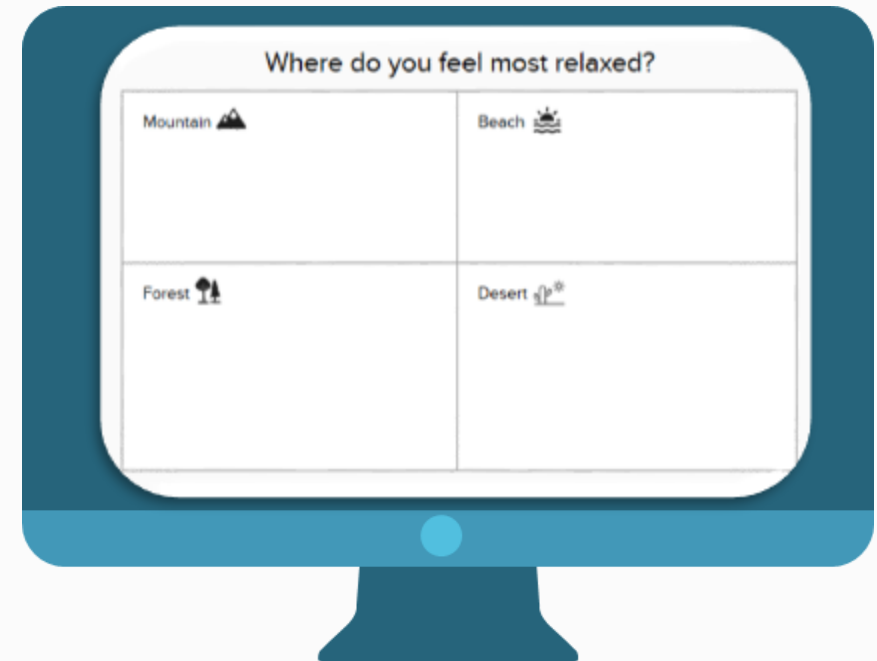 Where do you feel most relaxed?
Mountain
Beach
Forest
Desert